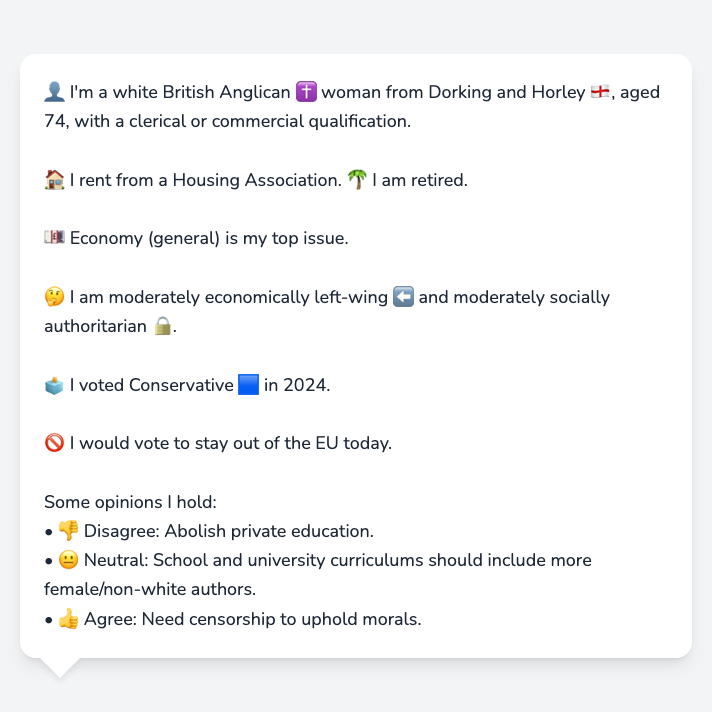 👤 I'm a white British Anglican ✝️ woman from Dorking and Horley 🏴󠁧󠁢󠁥󠁮󠁧󠁿, aged
74, with a clerical or commercial qualification.
🏠 I rent from a Housing Association. 🌴 I am retired.
💷 Economy (general) is my top issue.
🤔 I am moderately economically left-wing ⬅️ and moderately socially
authoritarian 🔒.
🗳️ I voted Conservative 🟦 in 2024.
🚫 I would vote to stay out of the EU today.
Some opinions I hold:
• 👎 Disagree: Abolish private education.
• 😐 Neutral: School and university curriculums should include more
female/non-white authors.
• 👍 Agree: Need censorship to uphold morals.